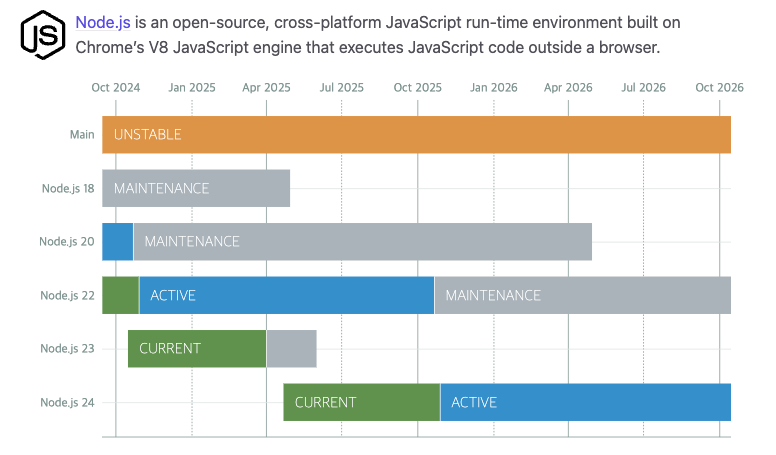 JS
Node.js is an open-source, cross-platform JavaScript run-time environment built on
Chrome’s V8 JavaScript engine that executes JavaScript code outside a browser.
Oct 2024 Jan 2025 Apr 2025 Jul 2025 Oct 2025 Jan 2026 Apr 2026 Jul 2026 Oct 2026
Main UNSTABLE
Node.js 18 MAINTENANCE
Node.js 20 MAINTENANCE
Node.js 22 ACTIVE MAINTENANCE
Node.js 23 CURRENT
Node.js 24 CURRENT ACTIVE